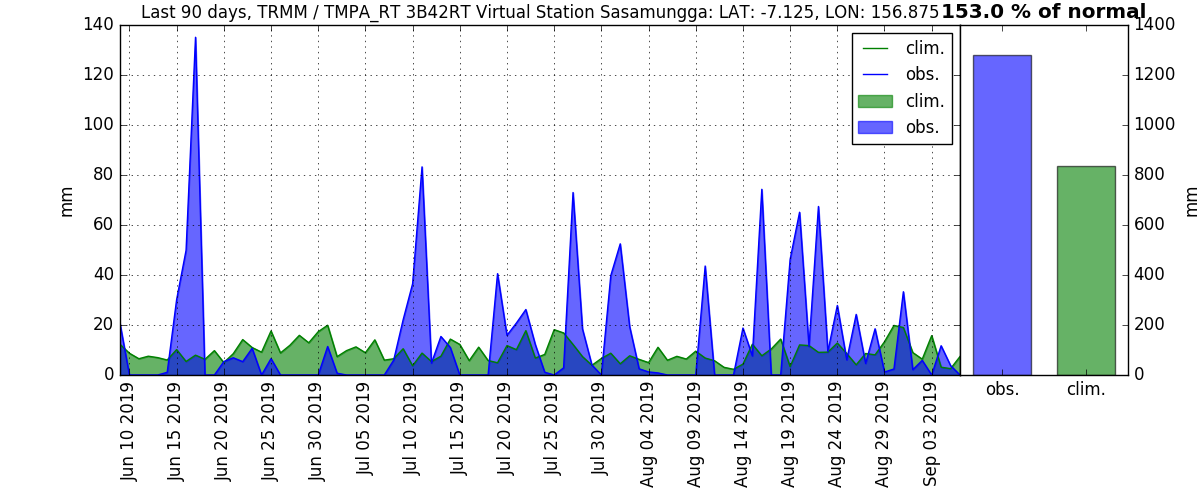 Last 90 days, TRMM / TMPA_RT 3B42RT Virtual Station Sasamungga: LAT: -7.125, LON: 156.875
153.0 % of normal
140
120
100
80
60
40
20
0
mm
clim.
obs.
clim.
obs.
1400
1200
1000
800
600
400
200
0
mm
Jun 10 2019
Jun 15 2019
Jun 20 2019
Jun 25 2019
Jun 30 2019
Jul 05 2019
Jul 10 2019
Jul 15 2019
Jul 20 2019
Jul 25 2019
Jul 30 2019
Aug 04 2019
Aug 09 2019
Aug 14 2019
Aug 19 2019
Aug 24 2019
Aug 29 2019
Sep 03 2019
obs.
clim.